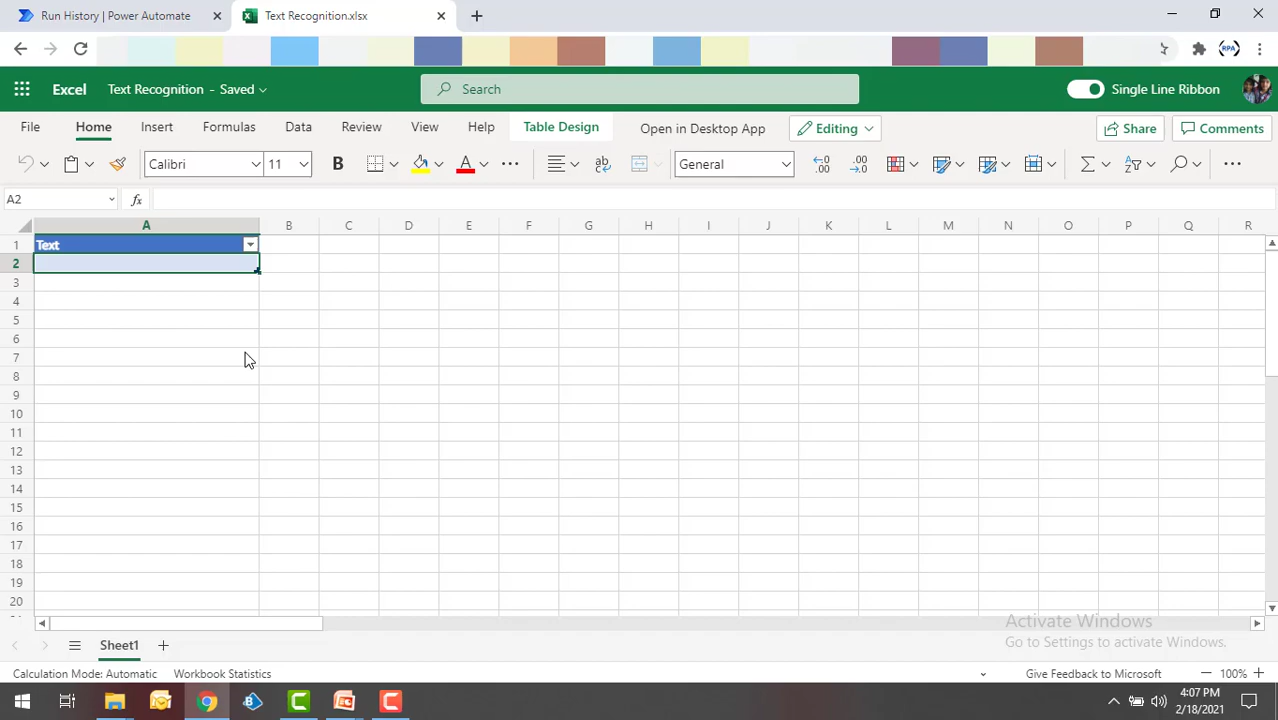 Run History | Power Automate
Text Recognition.xlsx
RPA
Excel
Text Recognition - Saved
Search
Single Line Ribbon
File
Home
Insert
Formulas
Data
Review
View
Help
Table Design
Open in Desktop App
Editing
Share
Comments
Calibri
11
B
A
General
.00
.00
A2
fx
A B C D E F G H I J K L M N O P Q R
1 Text
2
3
4
5
6
7
8
9
10
11
12
13
14
15
16
17
18
19
20
Activate Windows
Go to Settings to activate Windows.
Sheet1
Calculation Mode: Automatic
Workbook Statistics
Give Feedback to Microsoft
100%
4:07 PM
2/18/2021